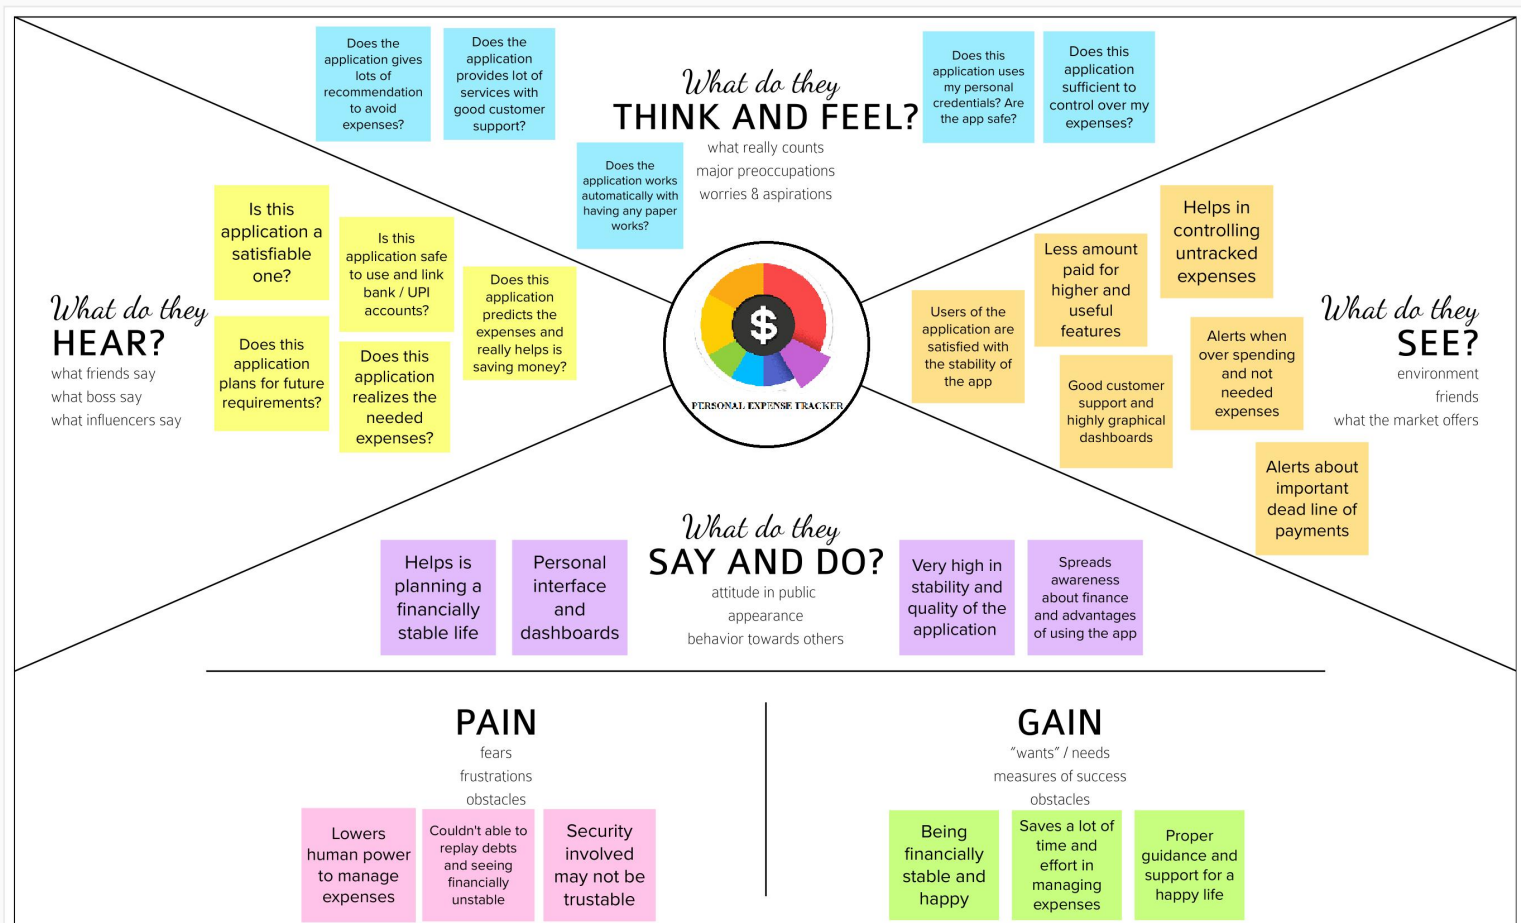 Does the
application gives
lots of
recommendation
to avoid
expenses?
Does the
application
provides lot of
services with
good customer
support?
What do they
THINK AND FEEL?
what really counts
major preoccupations
worries & aspirations
Does this
application uses
my personal
credentials? Are
the app safe?
Does this
application
sufficient to
control over my
expenses?
Does the
application works
automatically with
having any paper
works?
What do they
HEAR?
what friends say
what boss say
what influencers say
Is this
application a
satisfiable
one?
Is this
application safe
to use and link
bank / UPI
accounts?
Does this
application
predicts the
expenses and
really helps is
saving money?
Does this
application
plans for future
requirements?
Does this
application
realizes the
needed
expenses?
$
PERSONAL EXPENSE TRACKER
Users of the
application are
satisfied with
the stability of
the app
Less amount
paid for
higher and
useful
features
Helps in
controlling
untracked
expenses
Good customer
support and
highly graphical
dashboards
Alerts when
over spending
and not
needed
expenses
Alerts about
important
dead line of
payments
What do they
SEE?
environment
friends
what the market offers
What do they
SAY AND DO?
attitude in public
appearance
behavior towards others
Helps is
planning a
financially
stable life
Personal
interface
and
dashboards
Very high in
stability and
quality of the
application
Spreads
awareness
about finance
and advantages
of using the app
PAIN
fears
frustrations
obstacles
Lowers
human power
to manage
expenses
Couldn't able to
replay debts
and seeing
financially
unstable
Security
involved
may not be
trustable
GAIN
"wants" / needs
measures of success
obstacles
Being
financially
stable and
happy
Saves a lot of
time and
effort in
managing
expenses
Proper
guidance and
support for a
happy life